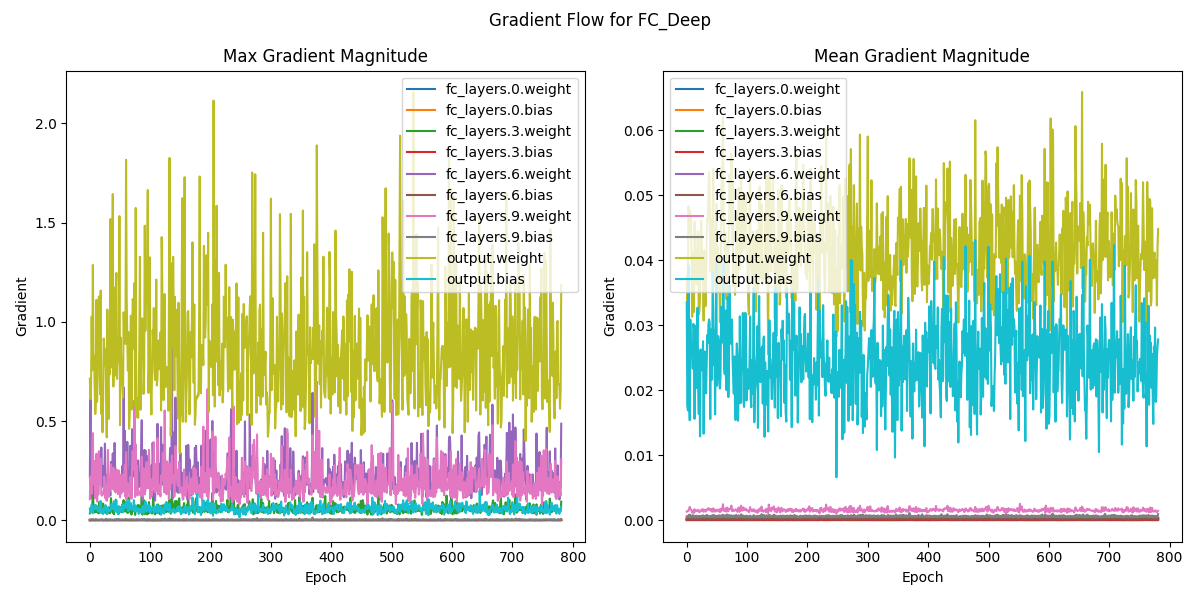 Gradient Flow for FC_Deep
Max Gradient Magnitude
Gradient
2.0
1.5
1.0
0.5
0.0
0 100 200 300 400 500 600 700 800
Epoch
fc_layers.0.weight
fc_layers.0.bias
fc_layers.3.weight
fc_layers.3.bias
fc_layers.6.weight
fc_layers.6.bias
fc_layers.9.weight
fc_layers.9.bias
output.weight
output.bias
Mean Gradient Magnitude
Gradient
0.06
0.05
0.04
0.03
0.02
0.01
0.00
0 100 200 300 400 500 600 700 800
Epoch
fc_layers.0.weight
fc_layers.0.bias
fc_layers.3.weight
fc_layers.3.bias
fc_layers.6.weight
fc_layers.6.bias
fc_layers.9.weight
fc_layers.9.bias
output.weight
output.bias